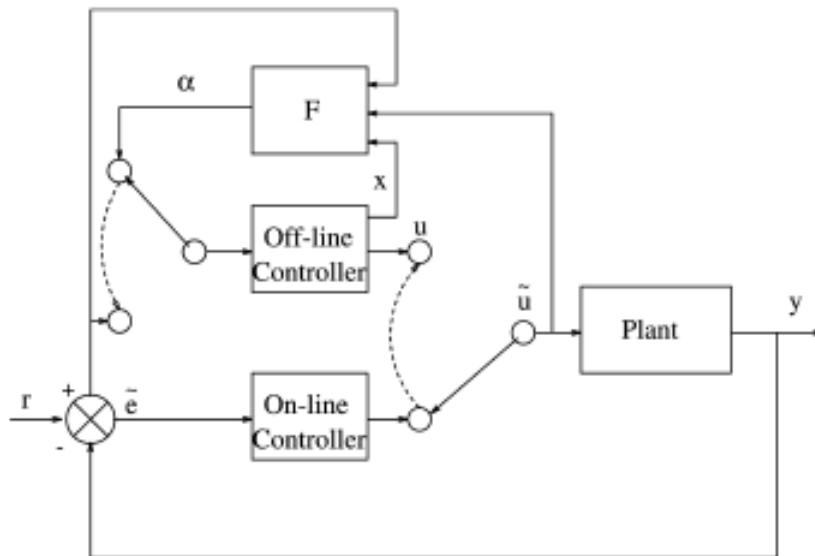 α
F
x
u
Off-line
Controller
ũ
Plant
y
+
r
ẽ
-
On-line
Controller